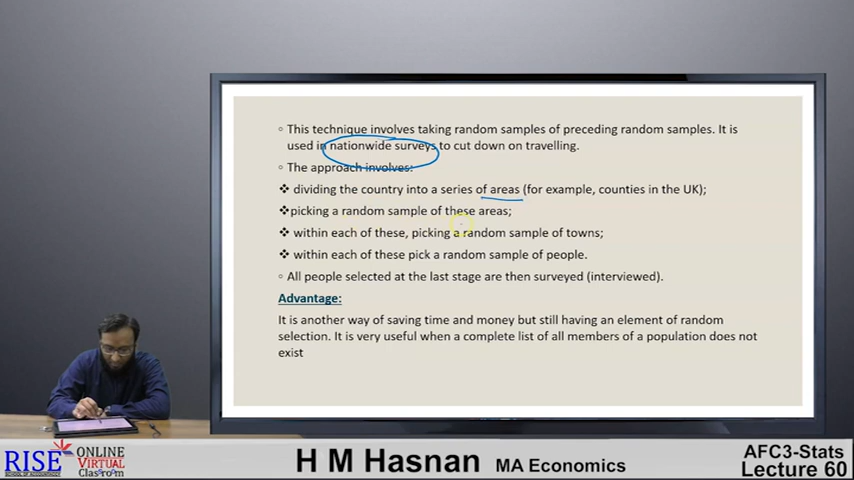 ◦ This technique involves taking random samples of preceding random samples. It is
used in nationwide surveys to cut down on travelling.
◦ The approach involves:
❖ dividing the country into a series of areas (for example, counties in the UK);
❖picking a random sample of these areas;
❖ within each of these, picking a random sample of towns;
❖ within each of these pick a random sample of people.
◦ All people selected at the last stage are then surveyed (interviewed).
Advantage:
It is another way of saving time and money but still having an element of random
selection. It is very useful when a complete list of all members of a population does not
exist
RISE
SCHOOL OF ACCOUNTANCY
ONLINE
VIRTUAL
Classroom
H M Hasnan MA Economics
AFC3-Stats
Lecture 60